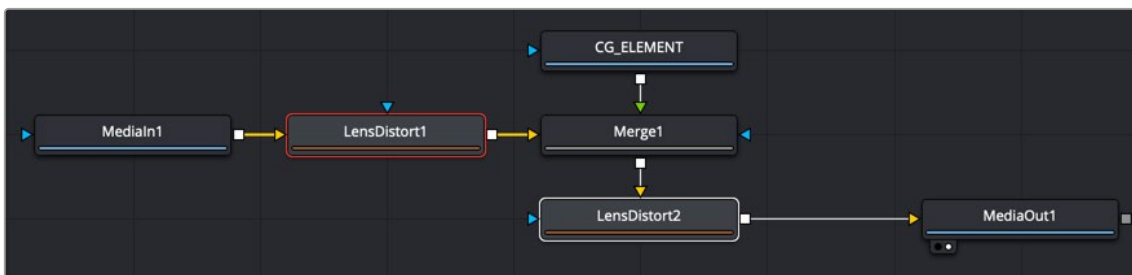 CG_ELEMENT
MediaIn1
LensDistort1
Merge1
LensDistort2
MediaOut1